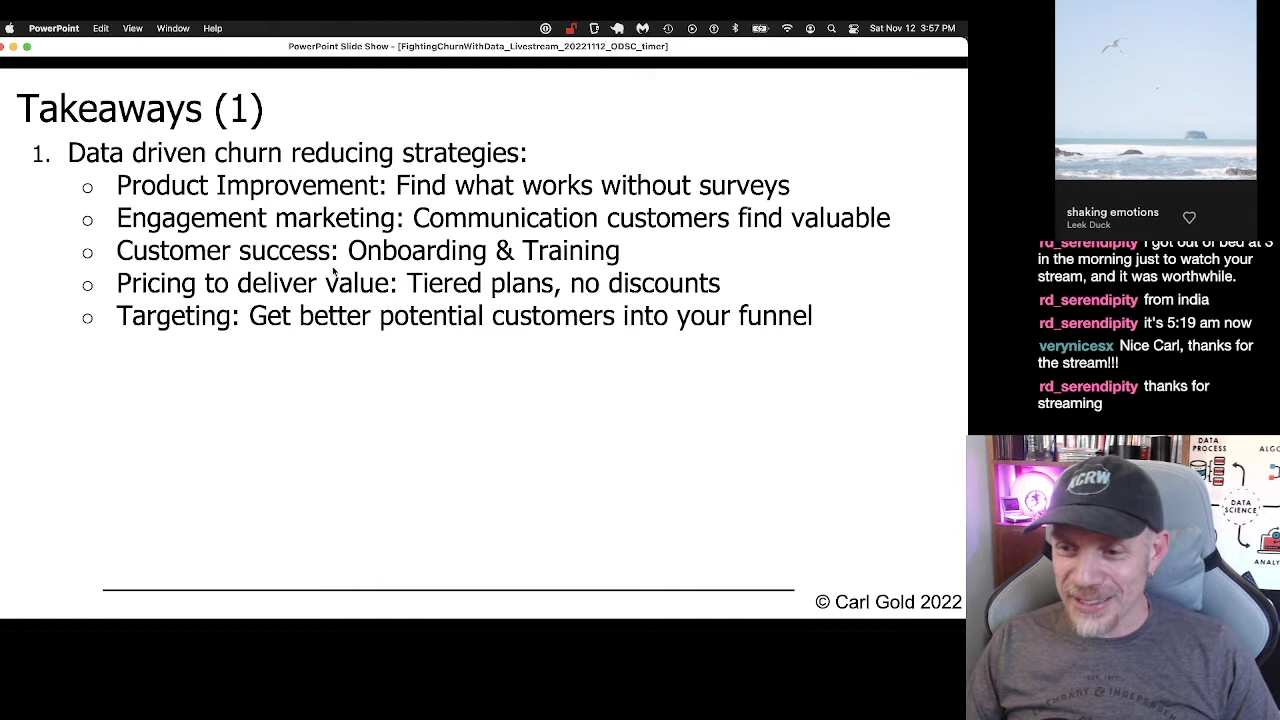 PowerPoint Edit View Window Help Sat Nov 12 3:57 PM
PowerPoint Slide Show - [FightingChurnWithData_Livestream_20221112_ODSC_timer]
Takeaways (1)
1. Data driven churn reducing strategies:
○ Product Improvement: Find what works without surveys
○ Engagement marketing: Communication customers find valuable
○ Customer success: Onboarding & Training
○ Pricing to deliver value: Tiered plans, no discounts
○ Targeting: Get better potential customers into your funnel
© Carl Gold 2022
shaking emotions
Leek Duck
rd_serendipity I got out of bed at 3
in the morning just to watch your
stream, and it was worthwhile.
rd_serendipity from india
rd_serendipity it's 5:19 am now
verynicesx Nice Carl, thanks for
the stream!!!
rd_serendipity thanks for
streaming
DATA
PROCESS
DATA
SCIENCE
KCRW